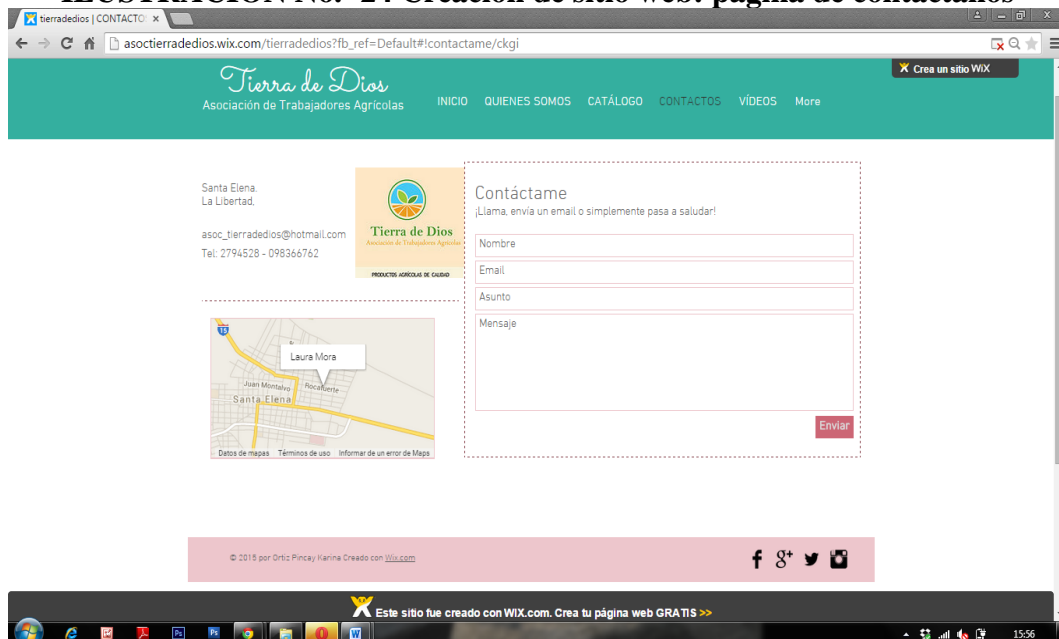 ILUSTRACIÓN No. 24 Creación de sitio web: página de contáctanos
tierradedios | CONTACTO
asoctierradedios.wix.com/tierradedios?fb_ref=Default#!contactame/ckgi
Crea un sitio WiX
Tierra de Dios
Asociación de Trabajadores Agrícolas
INICIO QUIENES SOMOS CATÁLOGO CONTACTOS VÍDEOS More
Santa Elena.
La Libertad,
asoc_tierradedios@hotmail.com
Tel: 2794528 - 098366762
Tierra de Dios
Asociación de Trabajadores Agrícolas
PRODUCTOS AGRÍCOLAS DE CALIDAD
Contáctame
¡Llama, envía un email o simplemente pasa a saludar!
Nombre
Email
Asunto
Mensaje
Enviar
15
Laura Mora
Juan Montalvo
Rocafuerte
Santa Elena
Datos de mapas Términos de uso Informar de un error de Maps
© 2015 por Ortiz Pincay Karina Creado con Wix.com
Este sitio fue creado con WIX.com. Crea tu página web GRATIS >>
15:56